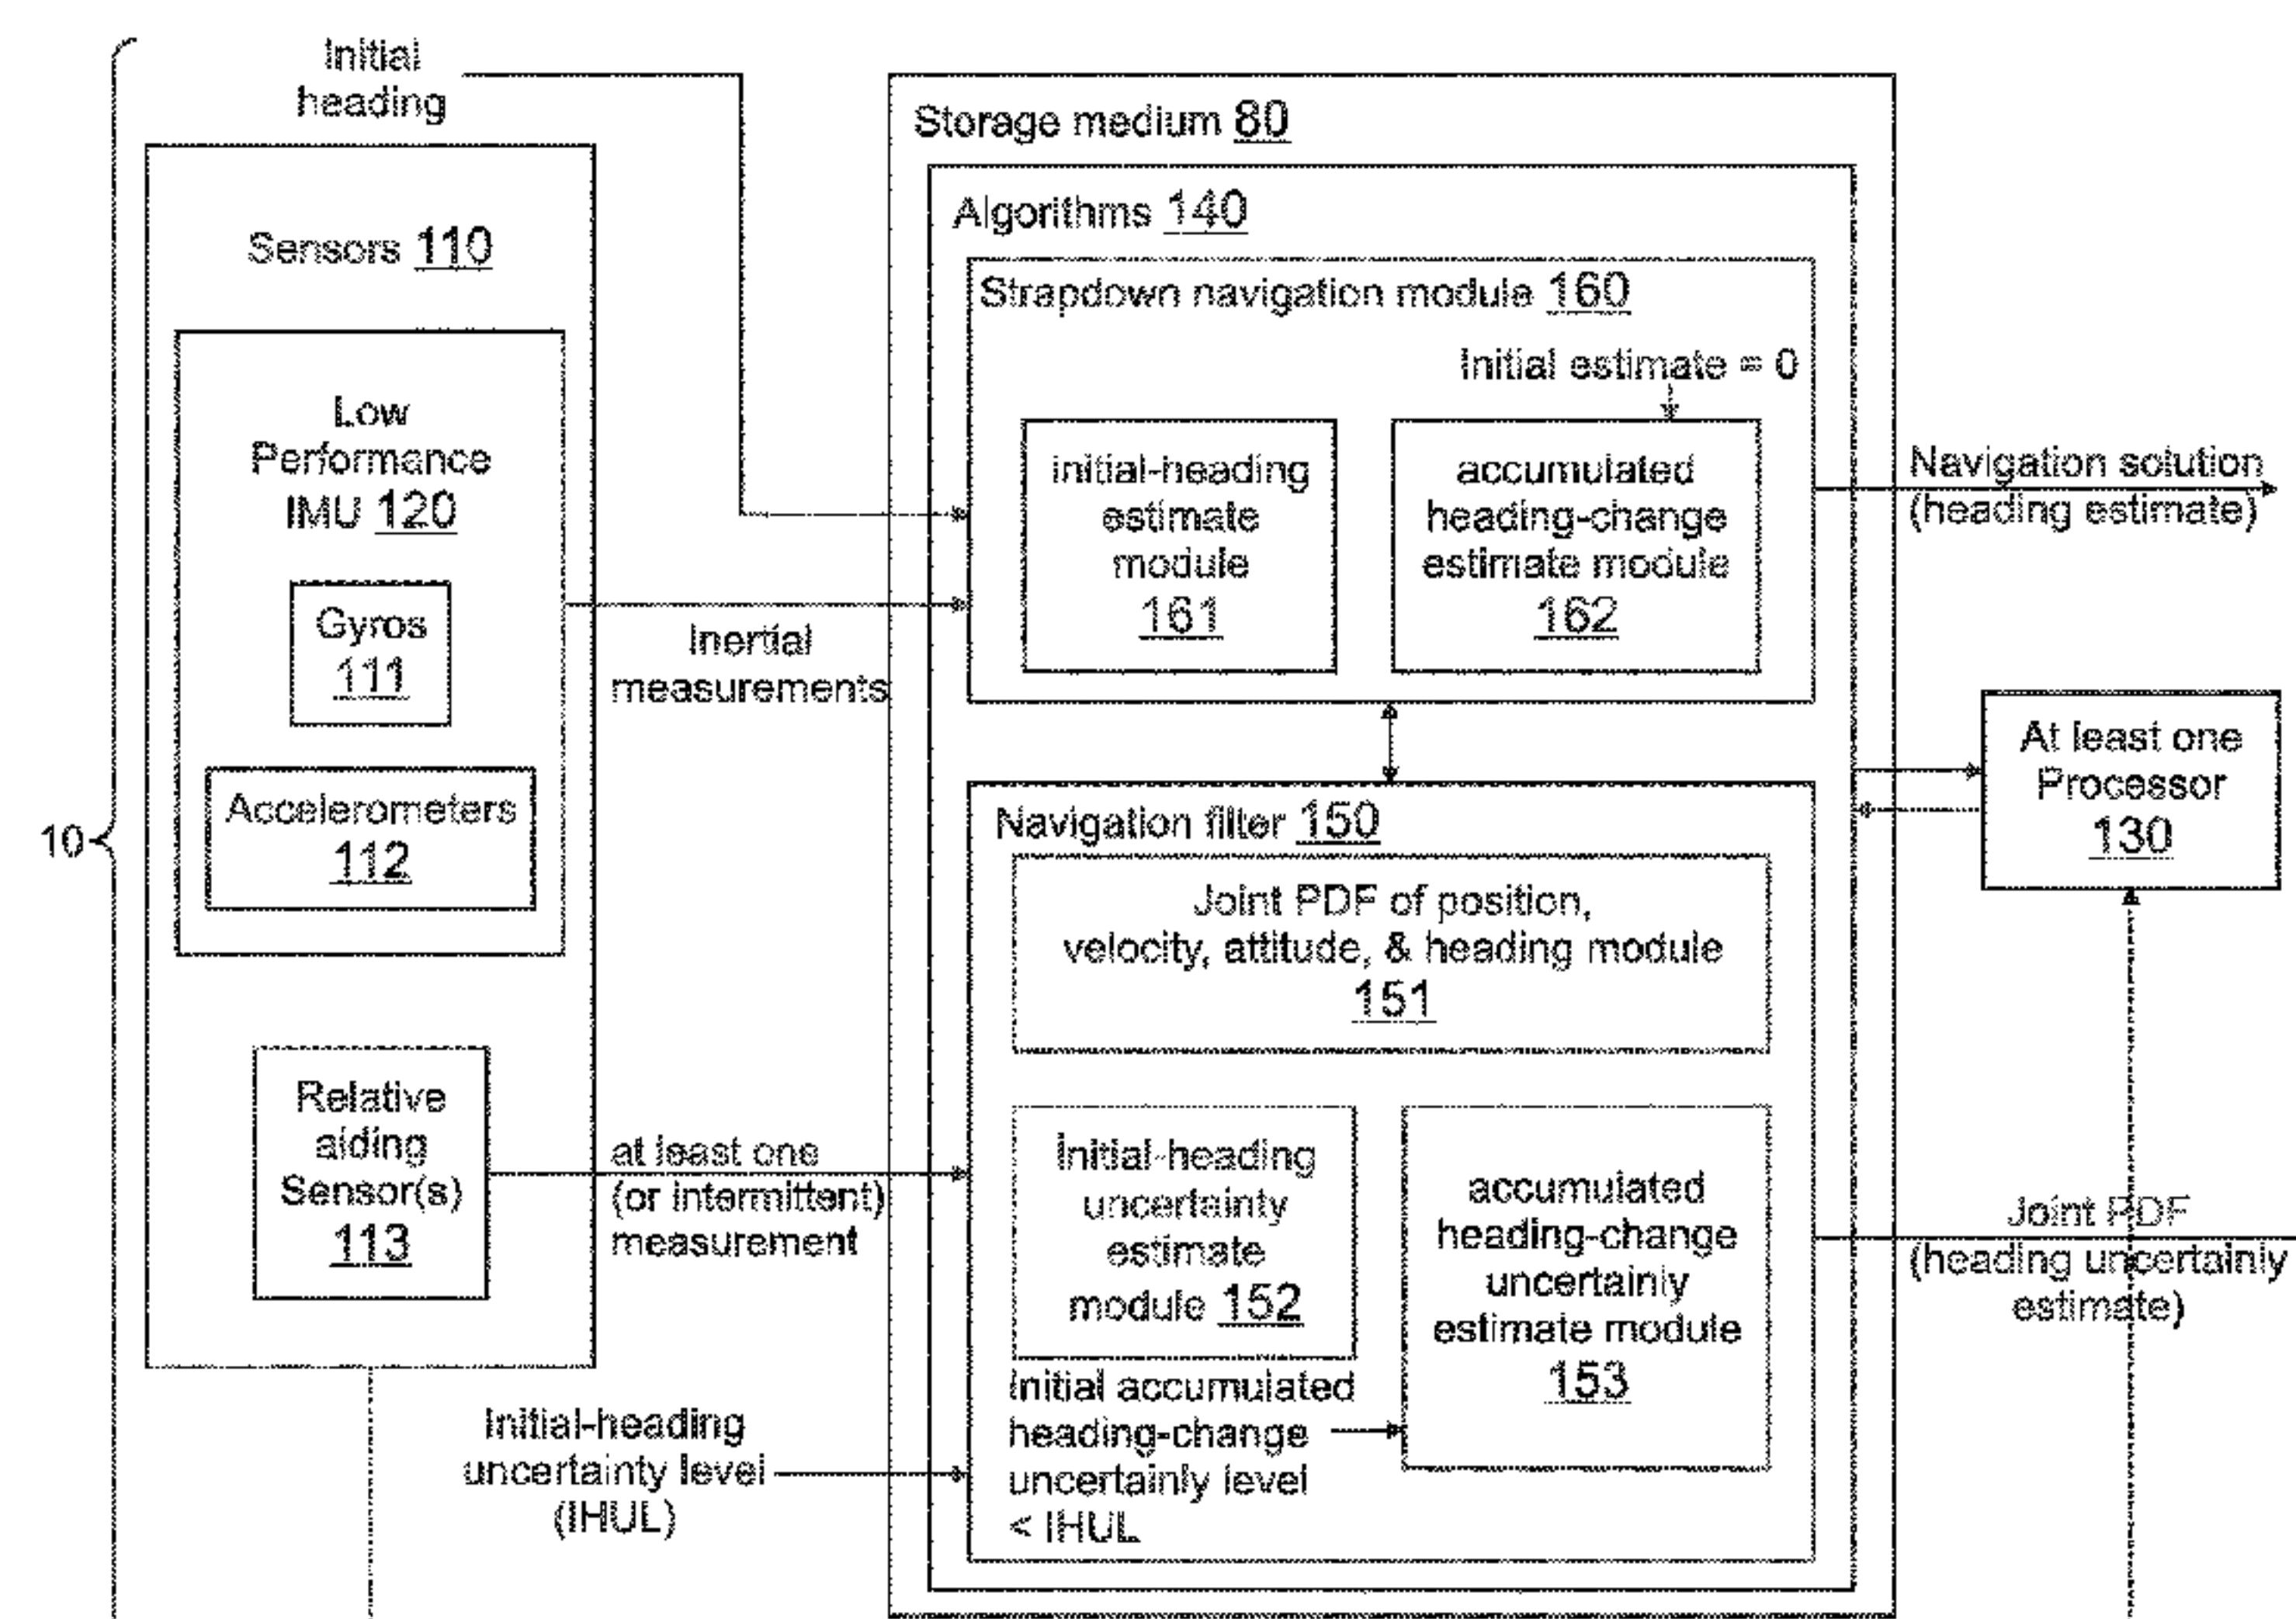 Initial
heading
Storage medium 80
Algorithms 140
Sensors 110
Strapdown navigation module 160
Initial estimate = 0
Low
Performance
IMU 120
initial-heading
estimate
module
161
accumulated
heading-change
estimate module
162
Navigation solution
(heading estimate)
Gyros
111
Inertial
measurements
At least one
Processor
130
Accelerometers
112
10
Navigation filter 150
Joint PDF of position,
velocity, attitude, & heading module
151
Relative
aiding
Sensor(s)
113
at least one
(or intermittent)
measurement
Initial-heading
uncertainty
estimate
module 152
accumulated
heading-change
uncertainly
estimate module
153
Joint PDF
(heading uncertainly
estimate)
Initial accumulated
heading-change
uncertainly level
< IHUL
Initial-heading
uncertainty level
(IHUL)